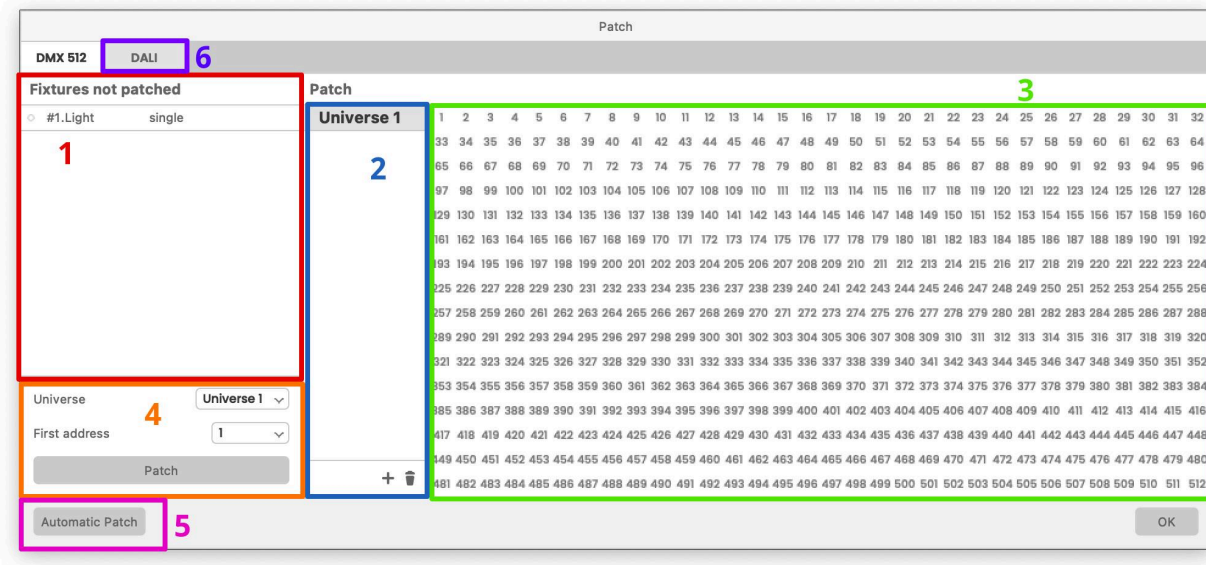 Patch
DMX 512 DALI 6
Fixtures not patched Patch 3
#1.Light single Universe 1
1 2
1 2 3 4 5 6 7 8 9 10 11 12 13 14 15 16 17 18 19 20 21 22 23 24 25 26 27 28 29 30 31 32
33 34 35 36 37 38 39 40 41 42 43 44 45 46 47 48 49 50 51 52 53 54 55 56 57 58 59 60 61 62 63 64
65 66 67 68 69 70 71 72 73 74 75 76 77 78 79 80 81 82 83 84 85 86 87 88 89 90 91 92 93 94 95 96
97 98 99 100 101 102 103 104 105 106 107 108 109 110 111 112 113 114 115 116 117 118 119 120 121 122 123 124 125 126 127 128
129 130 131 132 133 134 135 136 137 138 139 140 141 142 143 144 145 146 147 148 149 150 151 152 153 154 155 156 157 158 159 160
161 162 163 164 165 166 167 168 169 170 171 172 173 174 175 176 177 178 179 180 181 182 183 184 185 186 187 188 189 190 191 192
193 194 195 196 197 198 199 200 201 202 203 204 205 206 207 208 209 210 211 212 213 214 215 216 217 218 219 220 221 222 223 224
225 226 227 228 229 230 231 232 233 234 235 236 237 238 239 240 241 242 243 244 245 246 247 248 249 250 251 252 253 254 255 256
257 258 259 260 261 262 263 264 265 266 267 268 269 270 271 272 273 274 275 276 277 278 279 280 281 282 283 284 285 286 287 288
289 290 291 292 293 294 295 296 297 298 299 300 301 302 303 304 305 306 307 308 309 310 311 312 313 314 315 316 317 318 319 320
321 322 323 324 325 326 327 328 329 330 331 332 333 334 335 336 337 338 339 340 341 342 343 344 345 346 347 348 349 350 351 352
353 354 355 356 357 358 359 360 361 362 363 364 365 366 367 368 369 370 371 372 373 374 375 376 377 378 379 380 381 382 383 384
385 386 387 388 389 390 391 392 393 394 395 396 397 398 399 400 401 402 403 404 405 406 407 408 409 410 411 412 413 414 415 416
417 418 419 420 421 422 423 424 425 426 427 428 429 430 431 432 433 434 435 436 437 438 439 440 441 442 443 444 445 446 447 448
449 450 451 452 453 454 455 456 457 458 459 460 461 462 463 464 465 466 467 468 469 470 471 472 473 474 475 476 477 478 479 480
481 482 483 484 485 486 487 488 489 490 491 492 493 494 495 496 497 498 499 500 501 502 503 504 505 506 507 508 509 510 511 512
Universe Universe 1
4
First address 1
Patch
Automatic Patch 5 OK